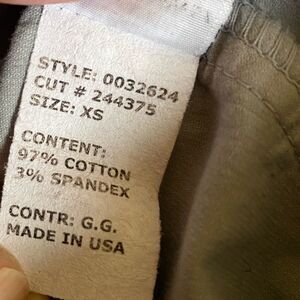 STYLE: 0032624
CUT # 244375
SIZE: XS
CONTENT:
97% COTTON
3% SPANDEX
CONTR: G.G.
MADE IN USA